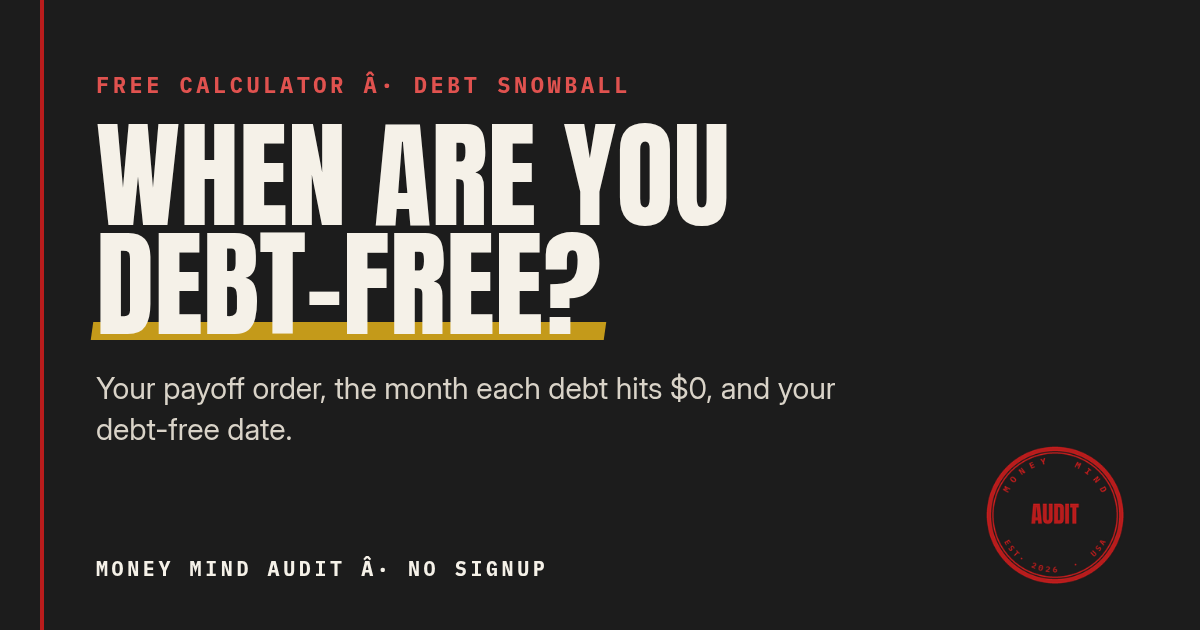 FREE CALCULATOR Â· DEBT SNOWBALL
WHEN ARE YOU
DEBT-FREE?
Your payoff order, the month each debt hits $0, and your
debt-free date.
MONEY MIND
AUDIT
EST· 2026 · USA
MONEY MIND AUDIT Â· NO SIGNUP